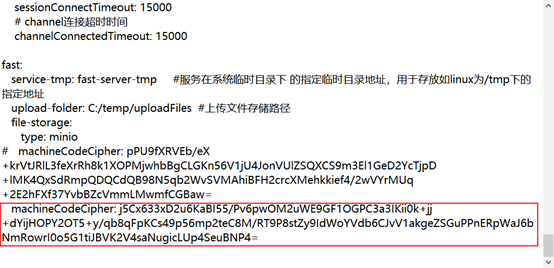 sessionConnectTimeout: 15000
# channel连接超时时间
channelConnectedTimeout: 15000
fast:
service-tmp: fast-server-tmp #服务在系统临时目录下 的指定临时目录地址，用于存放如linux为/tmp下的
指定地址
upload-folder: C:/temp/uploadFiles #上传文件存储路径
file-storage:
type: minio
# machineCodeCipher: pPU9fXRVEb/eX
+krVtJRlL3feXrRh8k1XOPMjwhbBgCLGKn56V1jU4JonVUlZSQXCS9m3El1GeD2YcTjpD
+lMK4QxSdRmpQDQCdQB98N5qb2WvSVMAhiBFH2crcXMehkkief4/2wVYrMUq
+2E2hFXf37YvbBZcVmmLMwmfCGBaw=
machineCodeCipher: j5Cx633xD2u6KaBI55/Pv6pwOM2uWE9GF1OGPC3a3IKii0k+jj
+dYijHOPY2OT5+y/qb8qFpKCs49p56mp2teC8M/RT9P8stZy9IdWoYVdb6CJvV1akgeZSGuPPnERpWaJ6b
NmRowrI0o5G1tiJBVK2V4saNugicLUp4SeuBNP4=